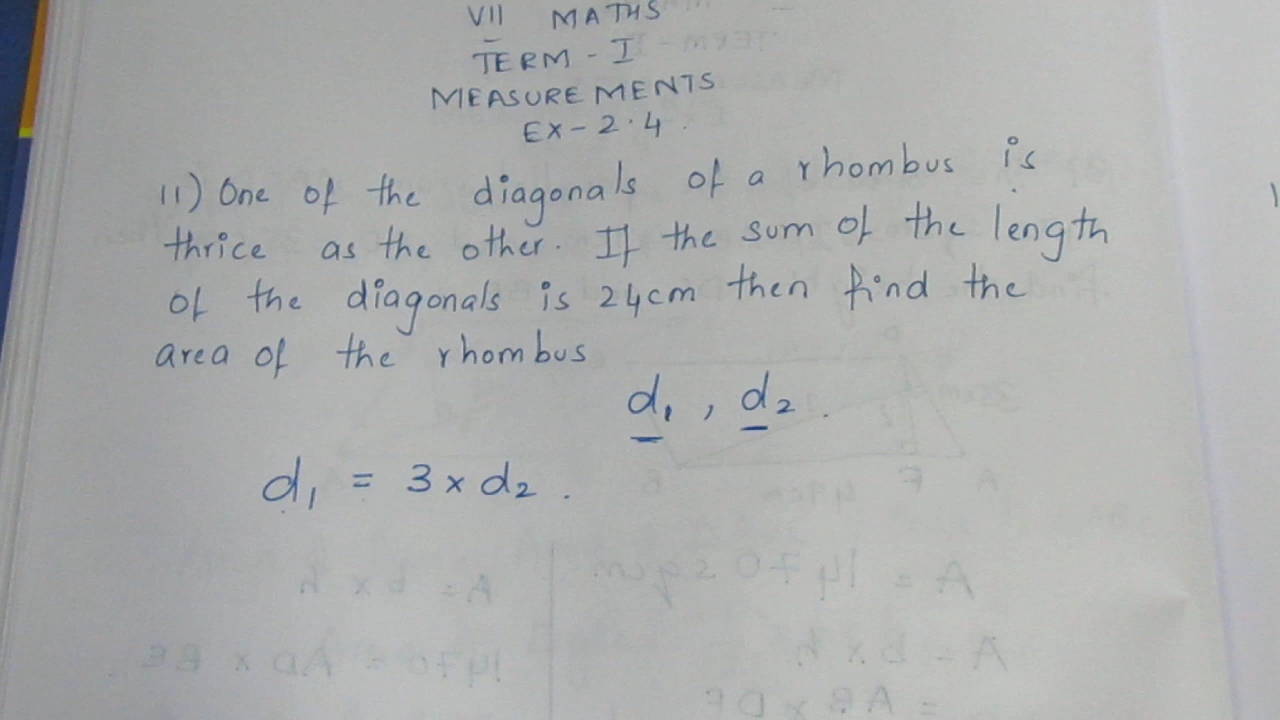 VII MATHS
TERM - I
MEASUREMENTS
EX - 2.4
11) One of the diagonals of a rhombus is
thrice as the other. If the sum of the length
of the diagonals is 24cm then find the
area of the rhombus
d₁ , d₂ .
d₁ = 3 x d₂ .